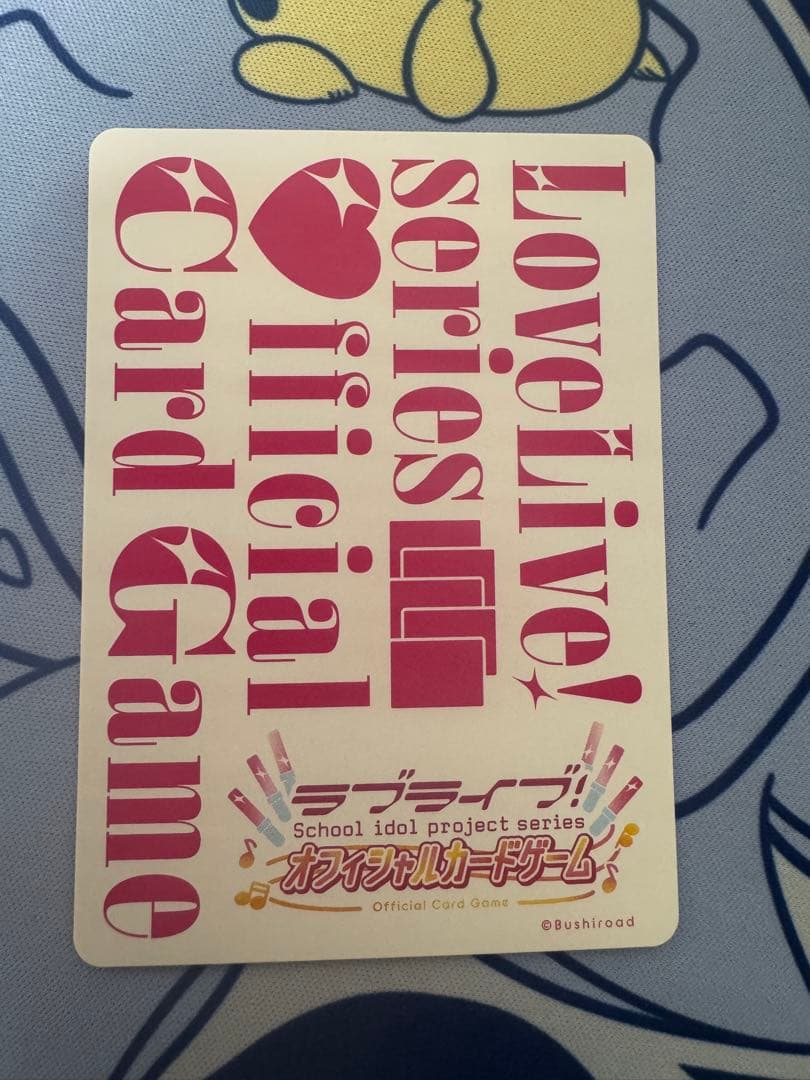 LoveLive!
series
Official
Card Game
ラブライブ!
School idol project series
オフィシャルカードゲーム
Official Card Game
©Bushiroad